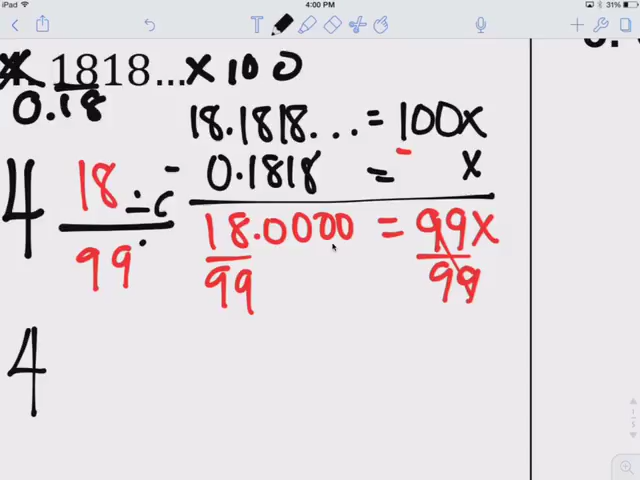 iPad 4:00 PM 31%
1818... x 100
0.18
18.1818... = 100x
- 0.1818 = - x
18.0000 = 99x
99 99
4 18 ÷
99
4